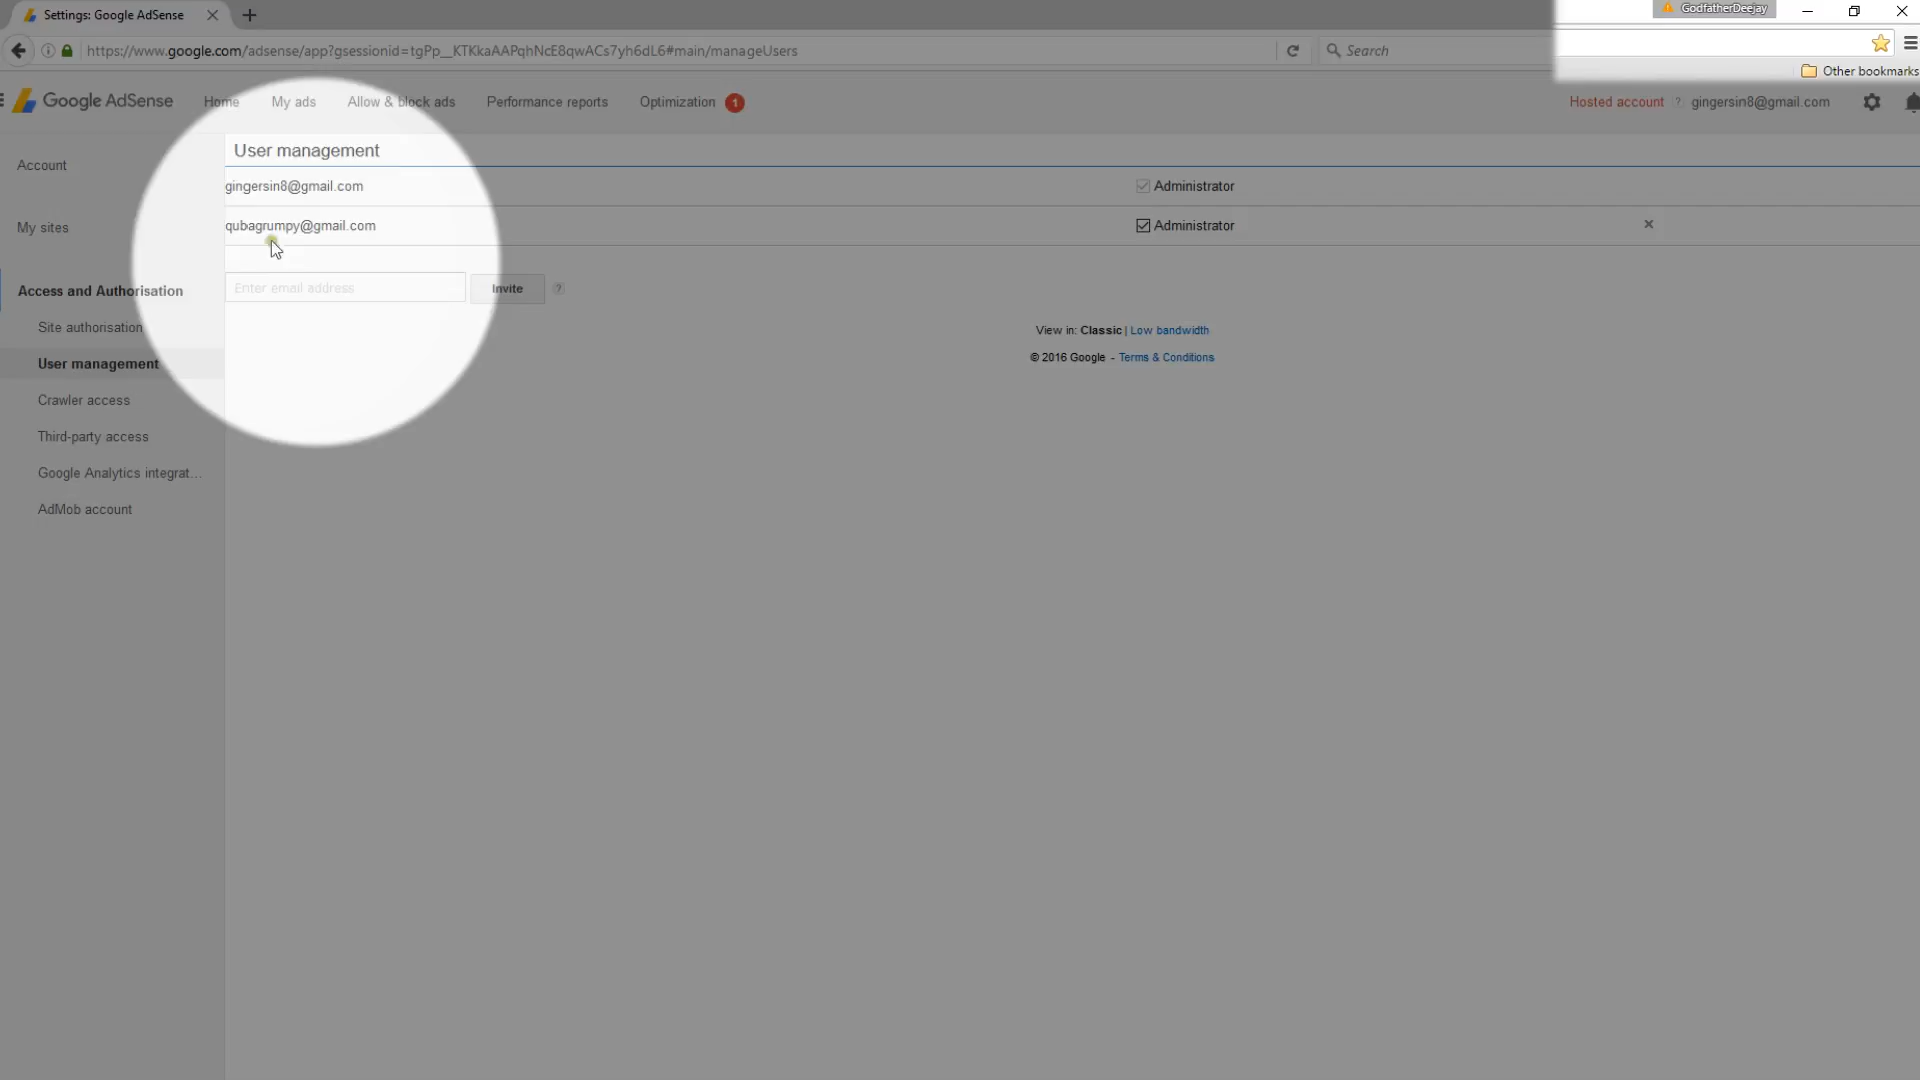 Settings: Google AdSense
GodfatherDeejay
https://www.google.com/adsense/app?gsessionid=tgPp__KTKkaAAPqhNcE8qwACs7yh6dL6#main/manageUsers
Search
Other bookmarks
Google AdSense
Home
My ads
Allow & block ads
Performance reports
Optimization 1
Hosted account ?
gingersin8@gmail.com
Account
My sites
Access and Authorisation
Site authorisation
User management
Crawler access
Third-party access
Google Analytics integrat...
AdMob account
User management
gingersin8@gmail.com
Administrator
qubagrumpy@gmail.com
Administrator
Enter email address
Invite ?
View in: Classic | Low bandwidth
© 2016 Google - Terms & Conditions